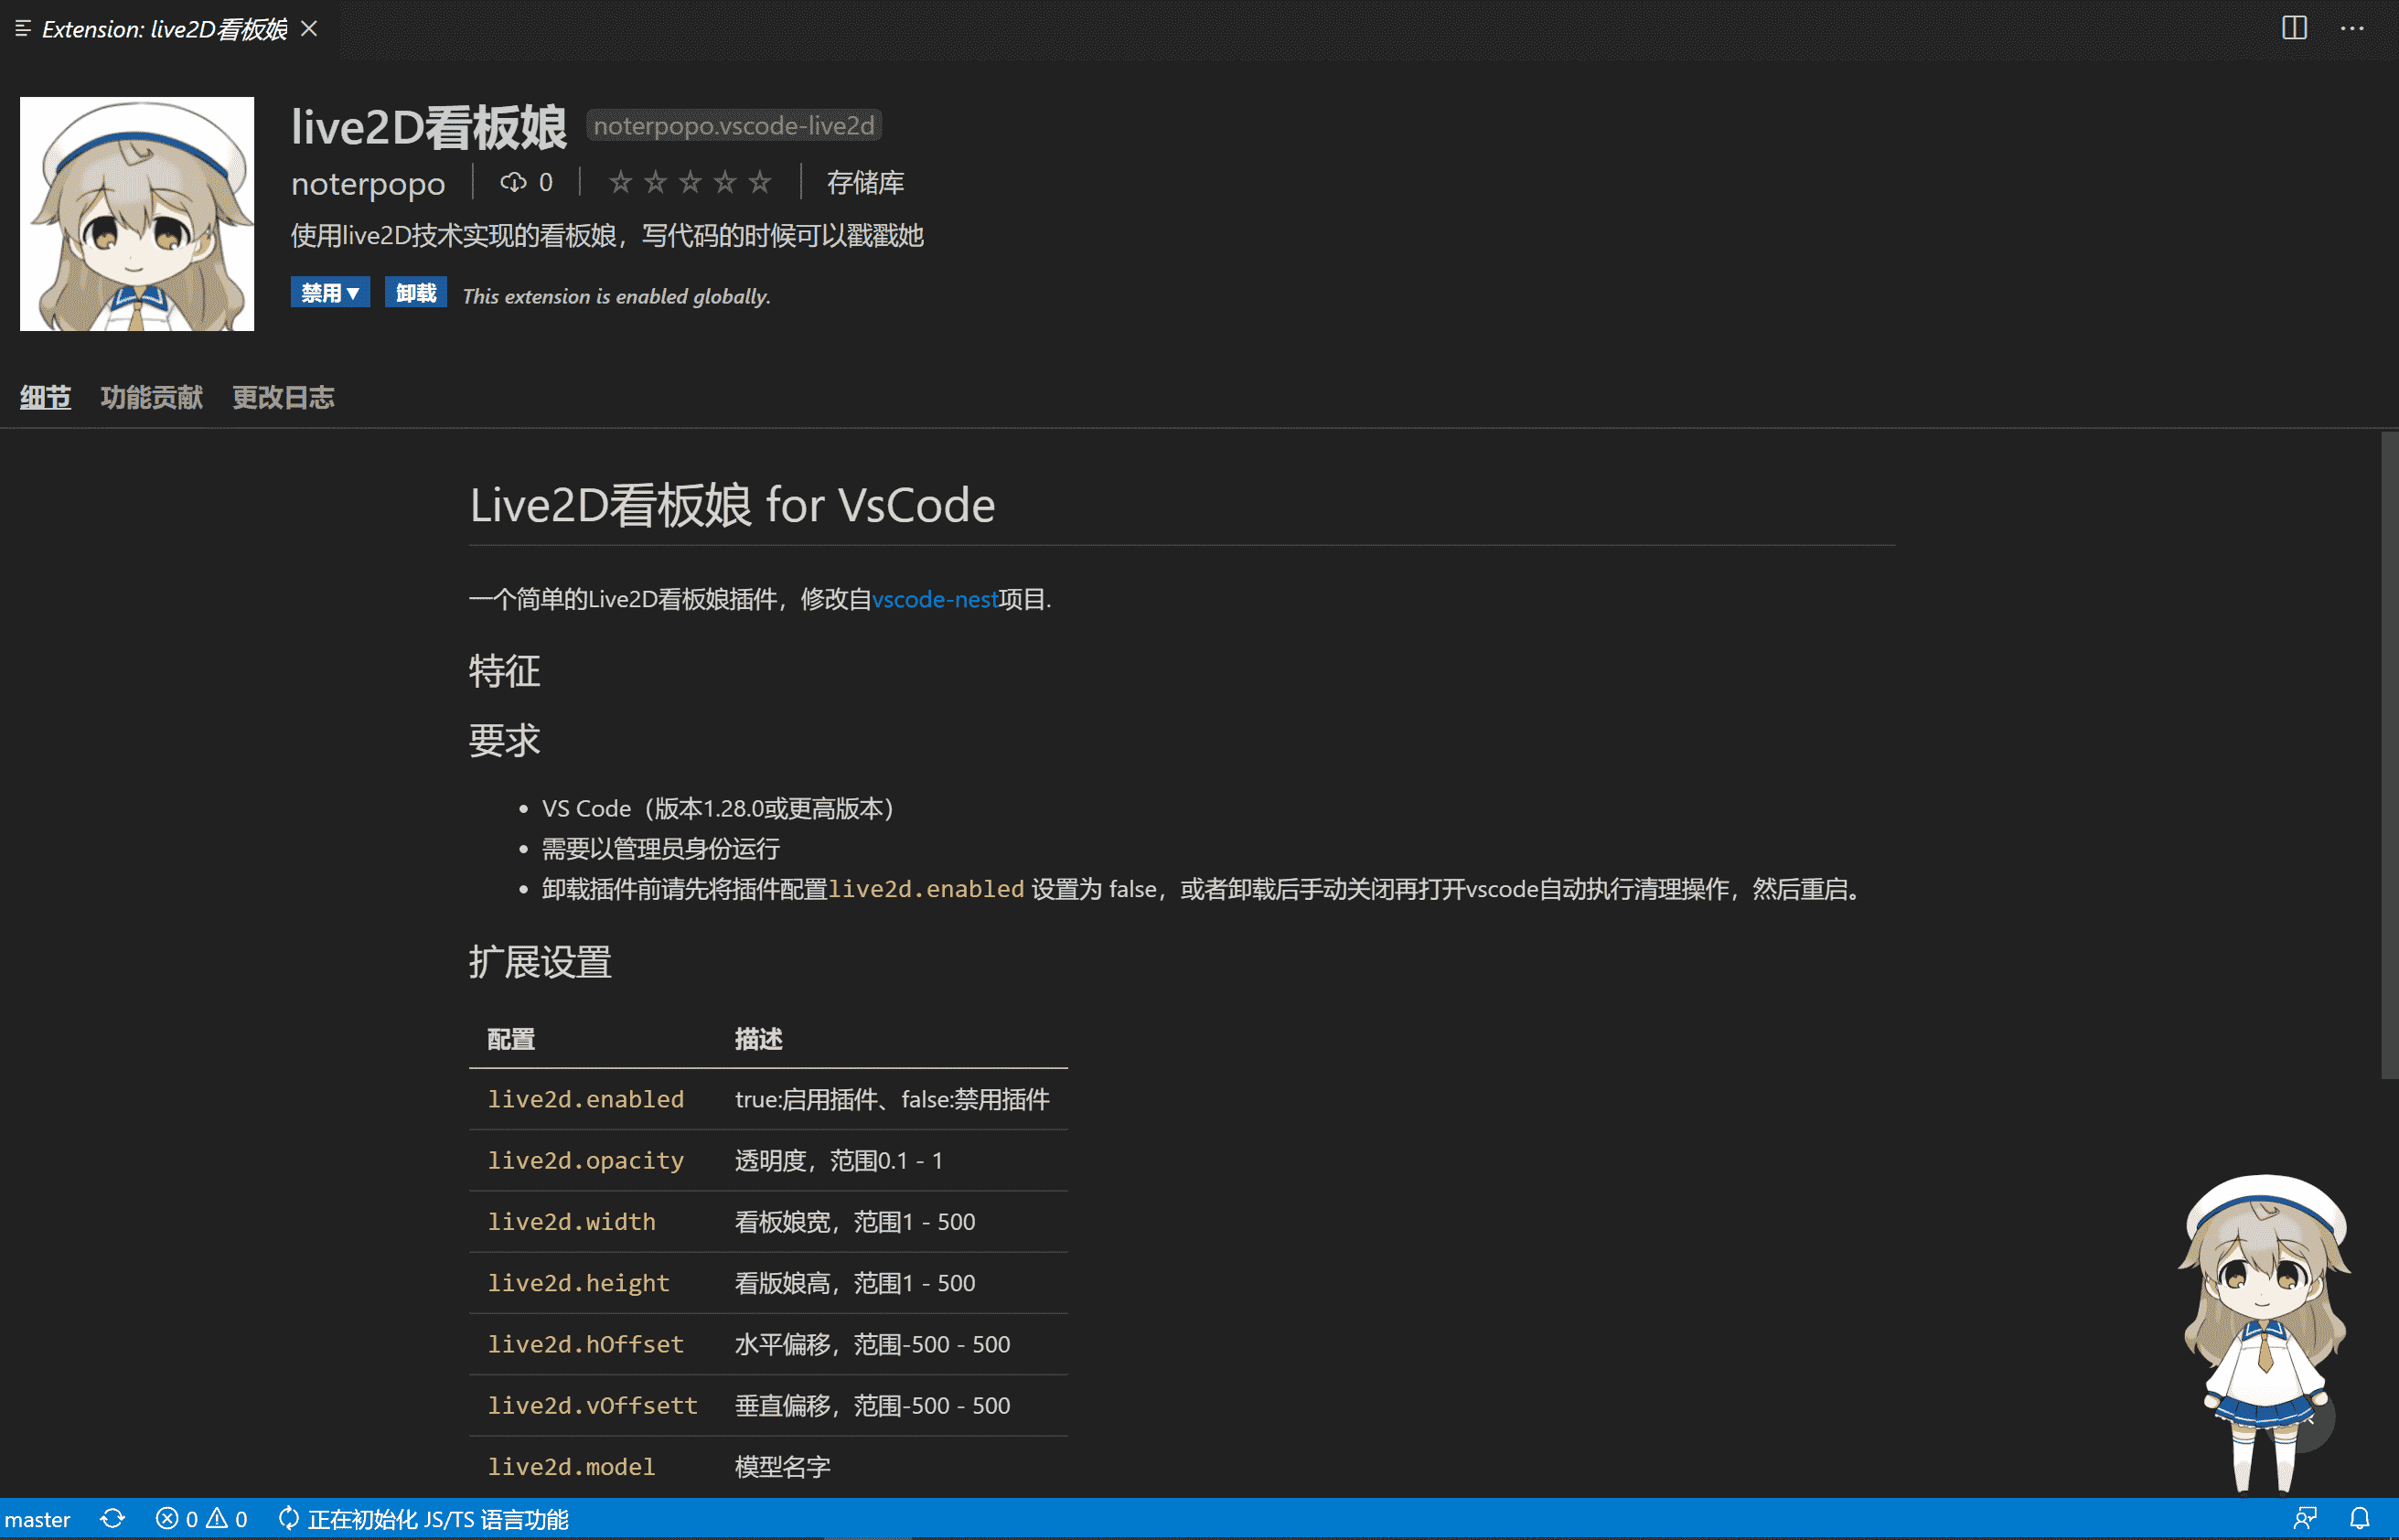 Extension: live2D看板娘
live2D看板娘 noterpopo.vscode-live2d
noterpopo 0 存储库
使用live2D技术实现的看板娘，写代码的时候可以戳戳她
禁用▼ 卸载 This extension is enabled globally.
细节 功能贡献 更改日志
Live2D看板娘 for VsCode
一个简单的Live2D看板娘插件，修改自vscode-nest项目.
特征
要求
• VS Code（版本1.28.0或更高版本）
• 需要以管理员身份运行
• 卸载插件前请先将插件配置live2d.enabled 设置为 false，或者卸载后手动关闭再打开vscode自动执行清理操作，然后重启。
扩展设置
配置 描述
live2d.enabled true:启用插件、false:禁用插件
live2d.opacity 透明度，范围0.1 - 1
live2d.width 看板娘宽，范围1 - 500
live2d.height 看版娘高，范围1 - 500
live2d.hOffset 水平偏移，范围-500 - 500
live2d.vOffsett 垂直偏移，范围-500 - 500
live2d.model 模型名字
master 0 0 正在初始化 JS/TS 语言功能